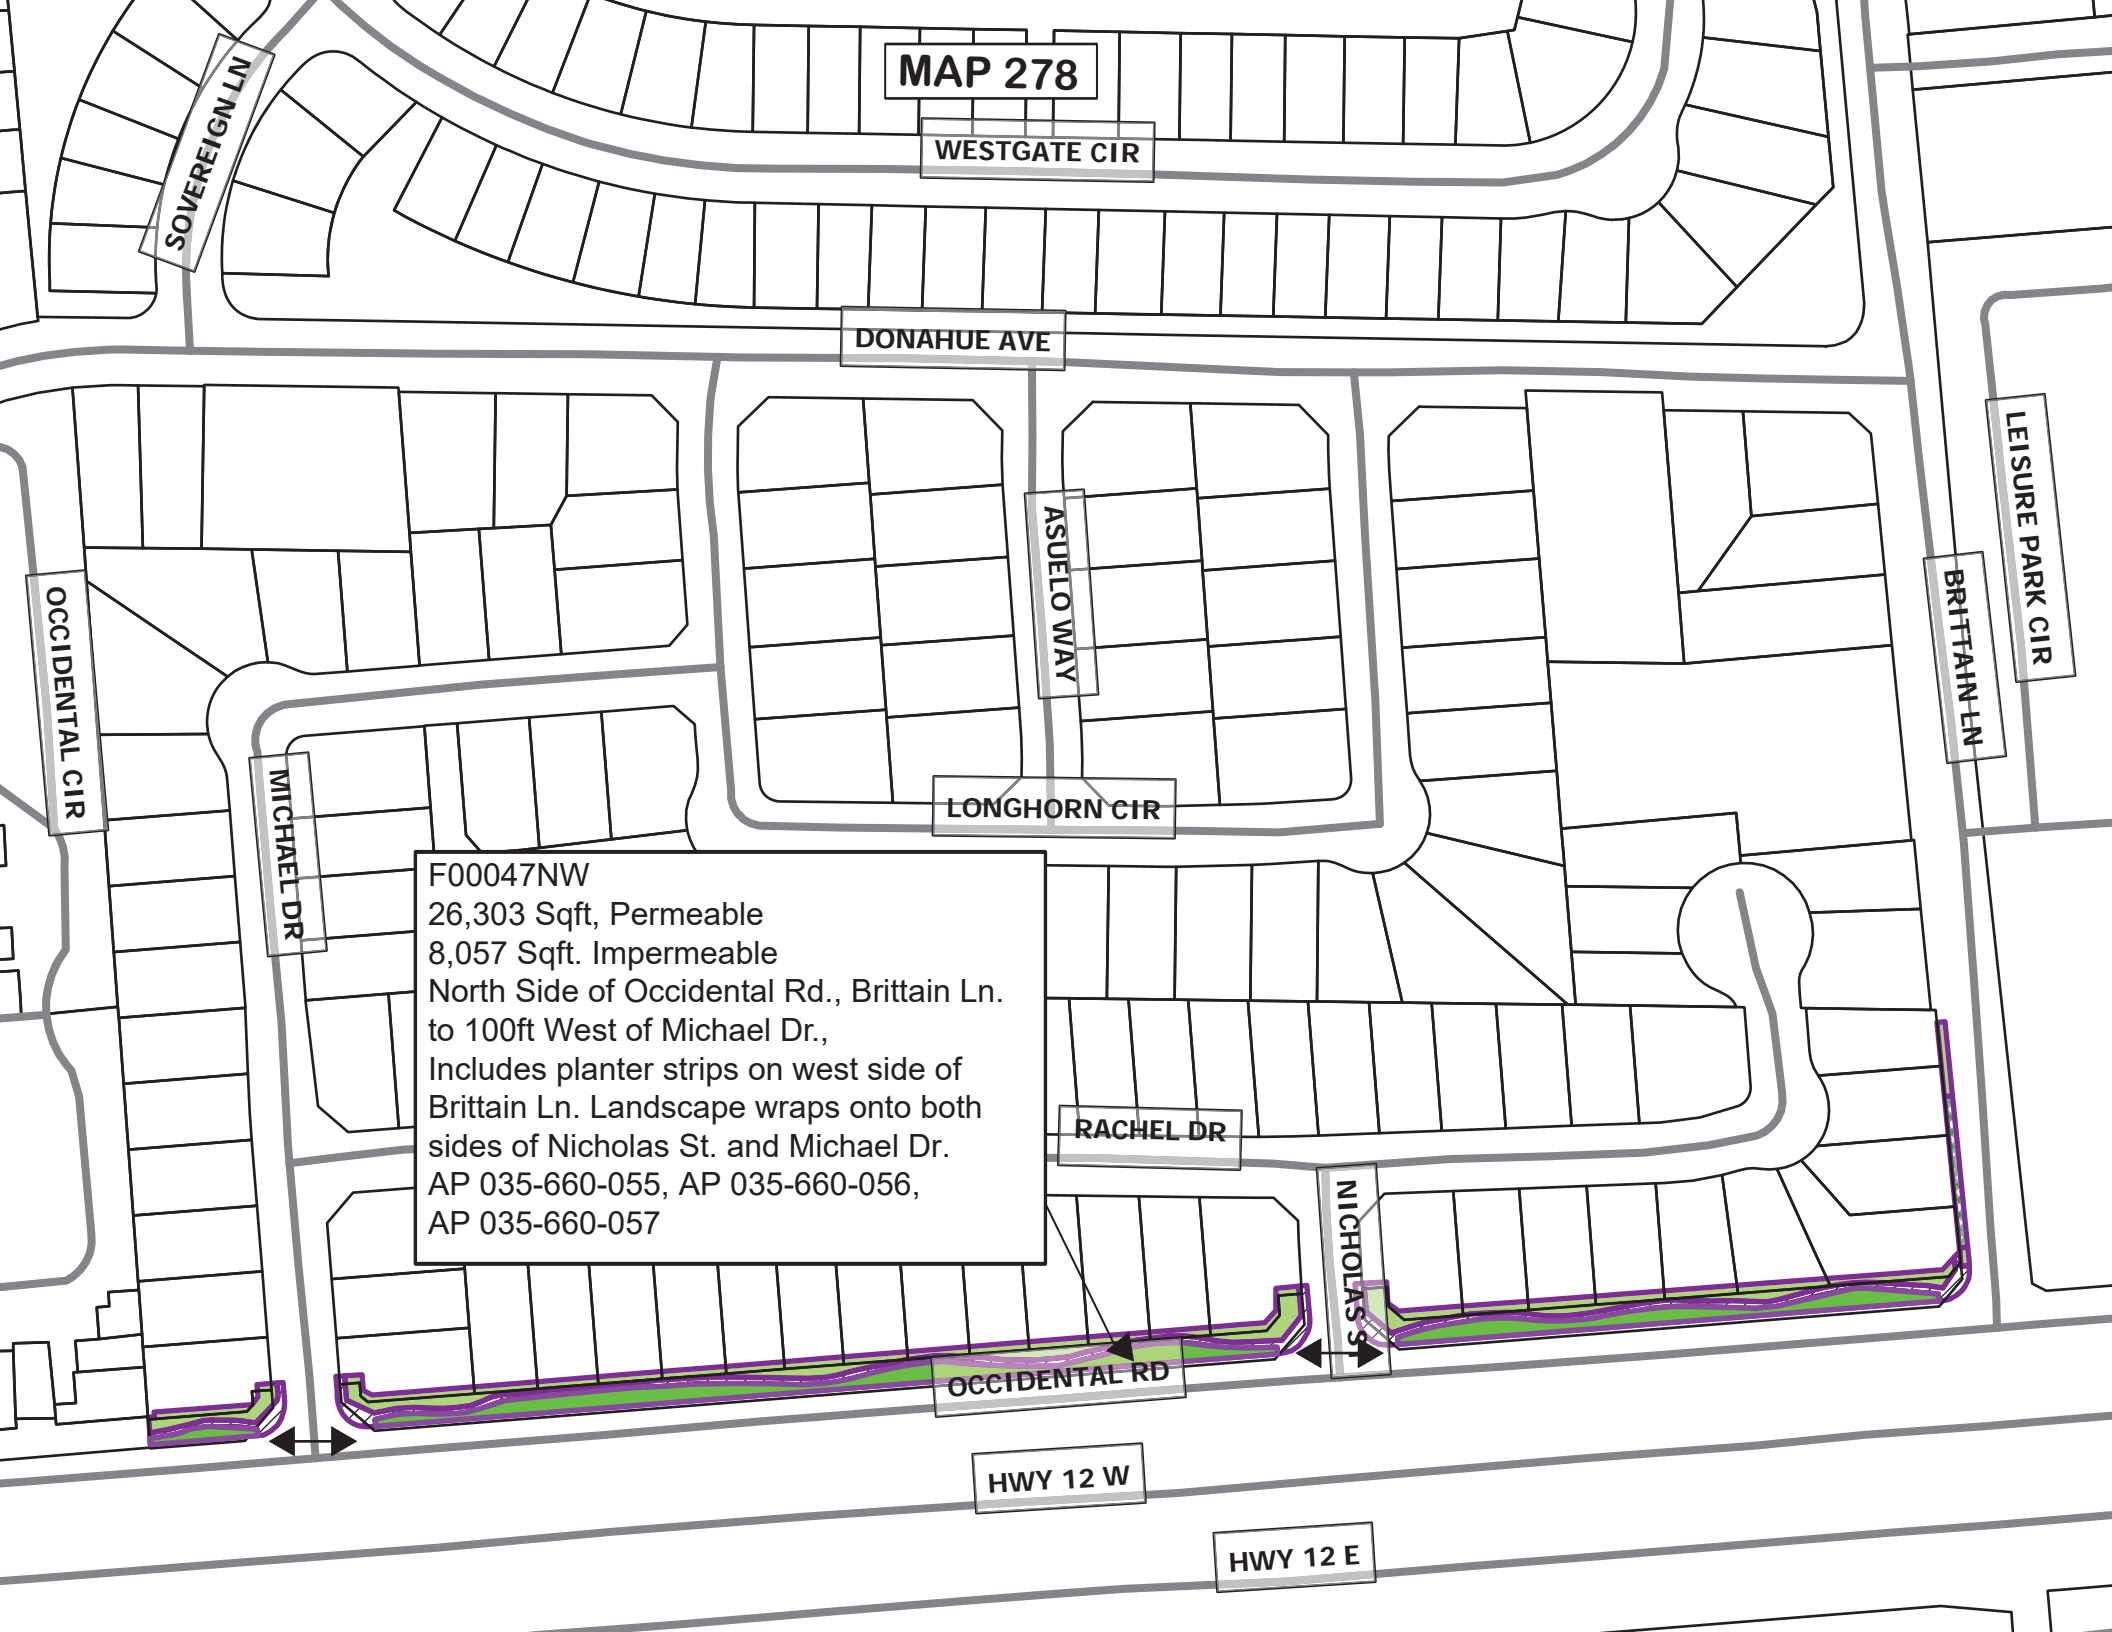 MAP 278
SOVEREIGN LN
WESTGATE CIR
DONAHUE AVE
LEISURE PARK CIR
ASUELO WAY
BRITTAIN LN
OCCIDENTAL CIR
MICHAEL DR
LONGHORN CIR
F00047NW
26,303 Sqft, Permeable
8,057 Sqft. Impermeable
North Side of Occidental Rd., Brittain Ln.
to 100ft West of Michael Dr.,
Includes planter strips on west side of
Brittain Ln. Landscape wraps onto both
sides of Nicholas St. and Michael Dr.
AP 035-660-055, AP 035-660-056,
AP 035-660-057
RACHEL DR
NICHOLAS ST
OCCIDENTAL RD
HWY 12 W
HWY 12 E